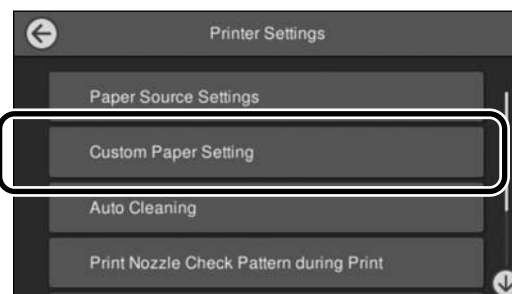 Printer Settings
Paper Source Settings
Custom Paper Setting
Auto Cleaning
Print Nozzle Check Pattern during Print